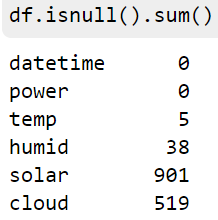 df.isnull().sum()
datetime 0
power 0
temp 5
humid 38
solar 901
cloud 519